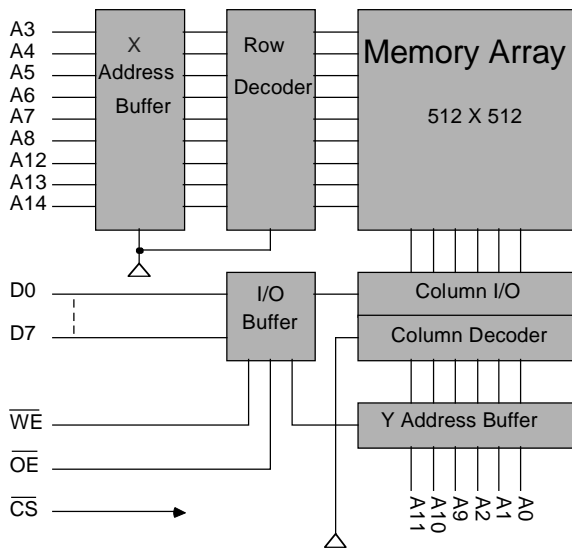 A3
A4
A5
A6
A7
A8
A12
A13
A14
X
Address
Buffer
Row
Decoder
Memory Array
512 X 512
D0
D7
I/O
Buffer
Column I/O
Column Decoder
Y Address Buffer
WE
OE
CS
A11
A10
A9
A2
A1
A0